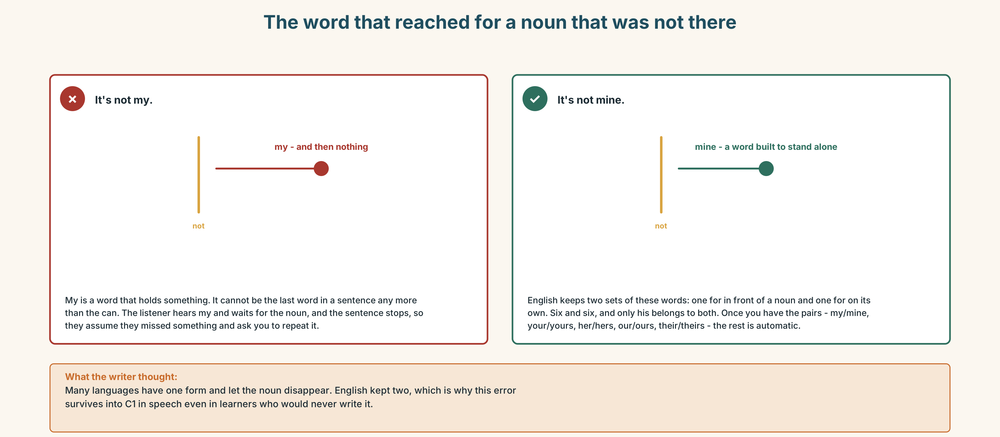 The word that reached for a noun that was not there
It's not my.
my - and then nothing
not
My is a word that holds something. It cannot be the last word in a sentence any more
than the can. The listener hears my and waits for the noun, and the sentence stops, so
they assume they missed something and ask you to repeat it.
It's not mine.
mine - a word built to stand alone
not
English keeps two sets of these words: one for in front of a noun and one for on its
own. Six and six, and only his belongs to both. Once you have the pairs - my/mine,
your/yours, her/hers, our/ours, their/theirs - the rest is automatic.
What the writer thought:
Many languages have one form and let the noun disappear. English kept two, which is why this error
survives into C1 in speech even in learners who would never write it.